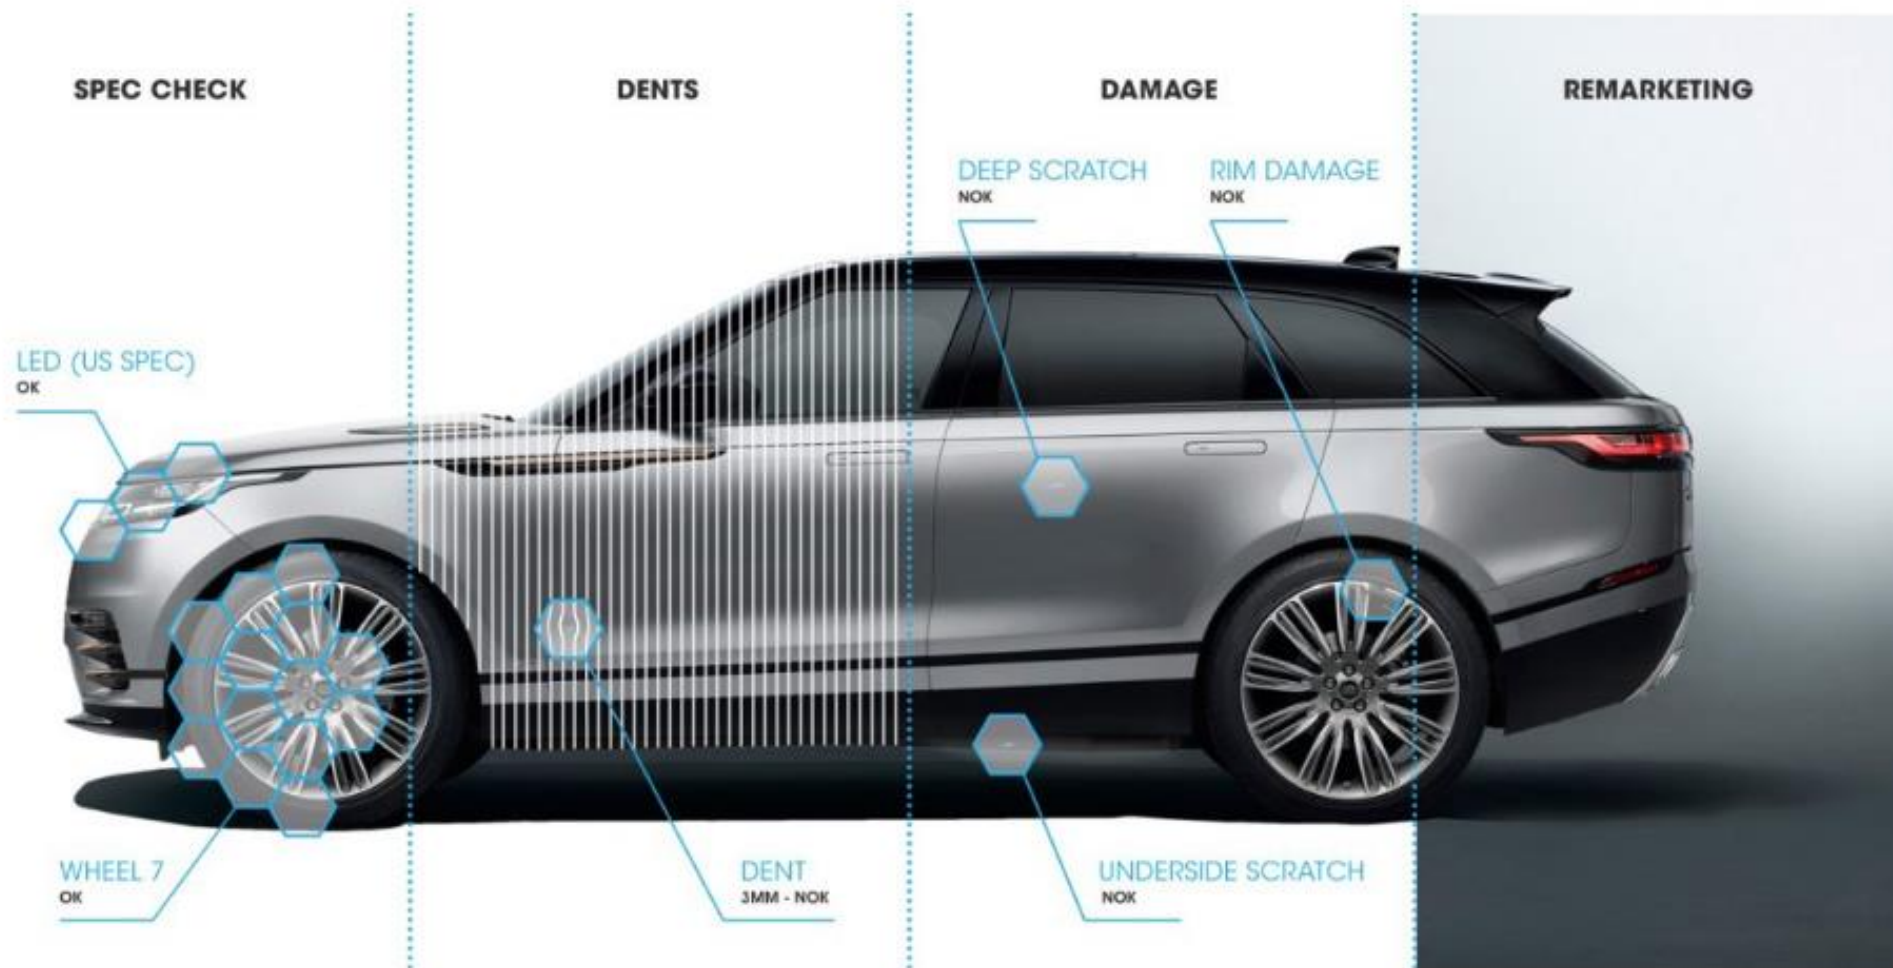 SPEC CHECK
DENTS
DAMAGE
REMARKETING
DEEP SCRATCH
NOK
RIM DAMAGE
NOK
LED (US SPEC)
OK
WHEEL 7
OK
DENT
3MM - NOK
UNDERSIDE SCRATCH
NOK